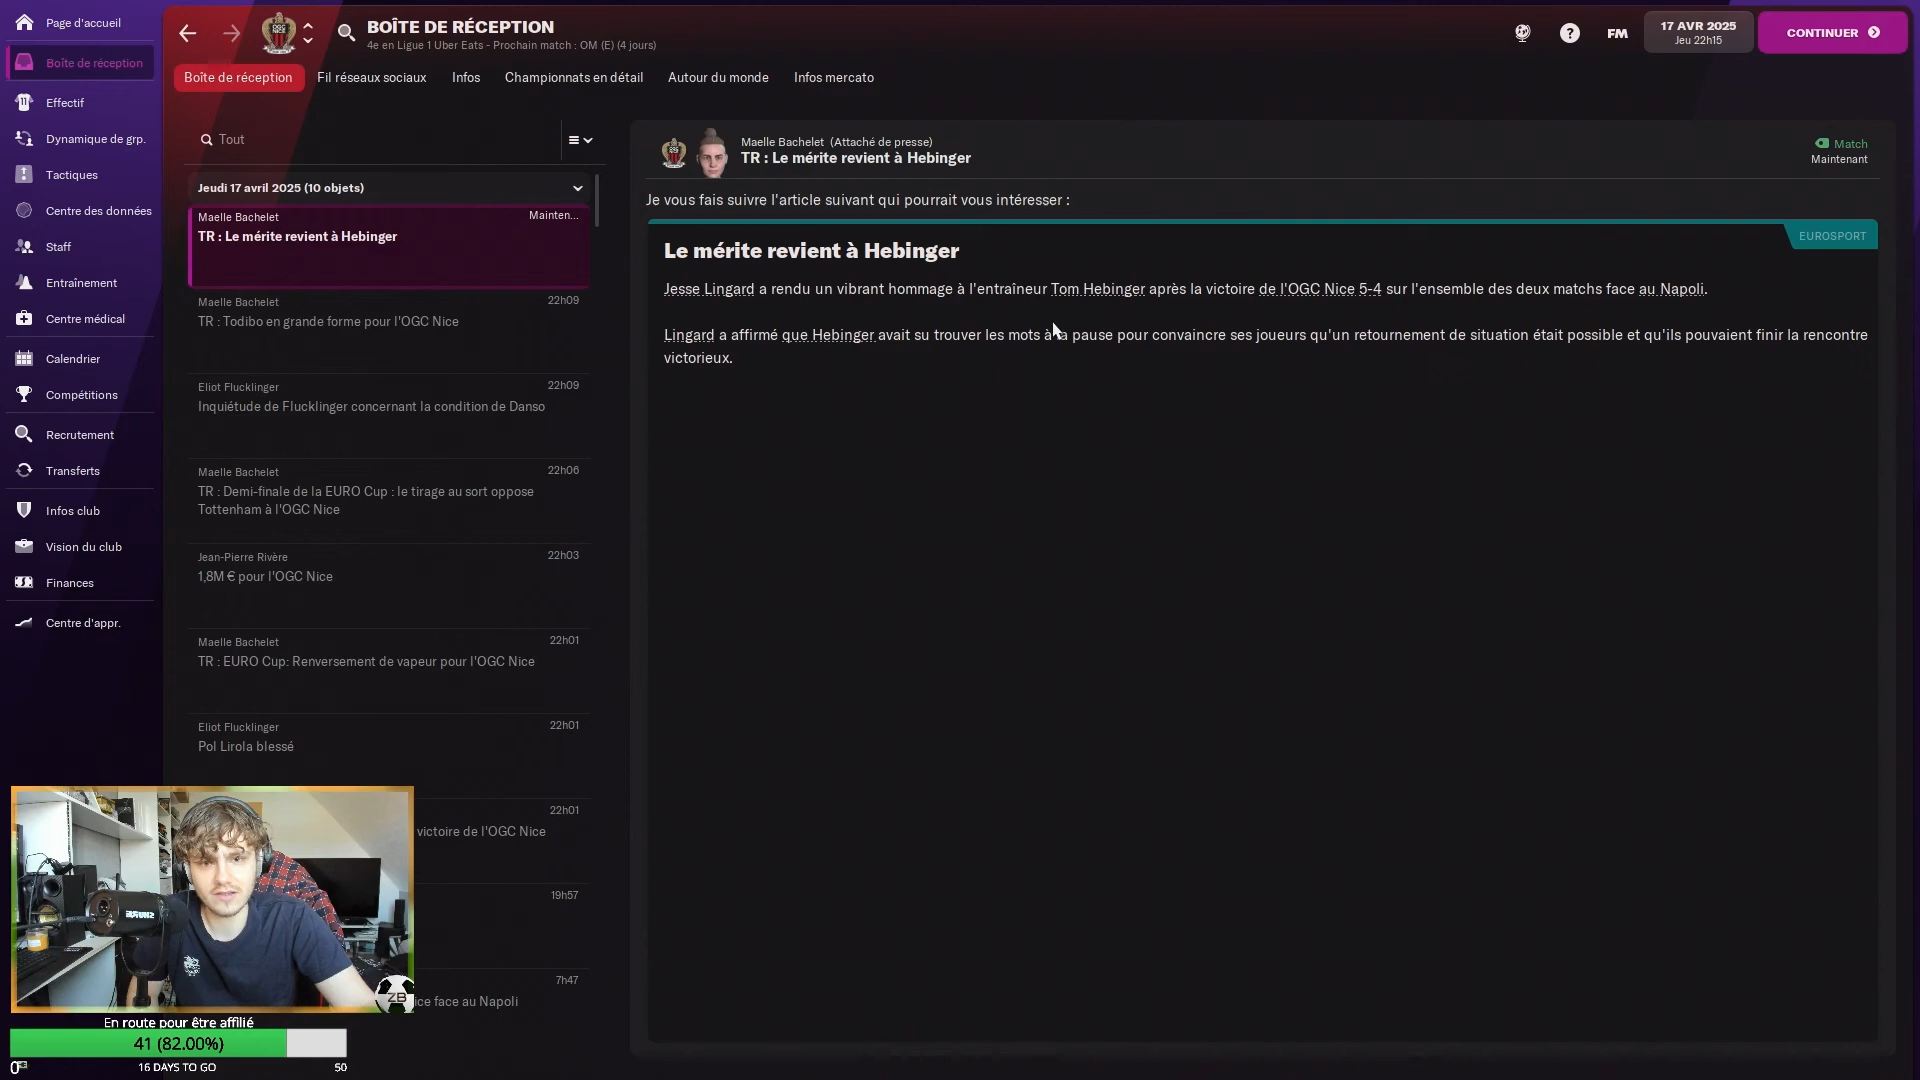 Page d'accueil
Boîte de réception
Effectif
Dynamique de grp.
Tactiques
Centre des données
Staff
Entraînement
Centre médical
Calendrier
Compétitions
Recrutement
Transferts
Infos club
Vision du club
Finances
Centre d'appr.
BOÎTE DE RÉCEPTION
4e en Ligue 1 Uber Eats - Prochain match : OM (E) (4 jours)
FM
17 AVR 2025
Jeu 22h15
CONTINUER
Boîte de réception
Fil réseaux sociaux
Infos
Championnats en détail
Autour du monde
Infos mercato
Tout
Jeudi 17 avril 2025 (10 objets)
Maelle Bachelet
Mainten...
TR : Le mérite revient à Hebinger
Maelle Bachelet
22h09
TR : Todibo en grande forme pour l'OGC Nice
Eliot Flucklinger
22h09
Inquiétude de Flucklinger concernant la condition de Danso
Maelle Bachelet
22h06
TR : Demi-finale de la EURO Cup : le tirage au sort oppose
Tottenham à l'OGC Nice
Jean-Pierre Rivère
22h03
1,8M € pour l'OGC Nice
Maelle Bachelet
22h01
TR : EURO Cup: Renversement de vapeur pour l'OGC Nice
Eliot Flucklinger
22h01
Pol Lirola blessé
22h01
victoire de l'OGC Nice
19h57
7h47
ice face au Napoli
Maelle Bachelet (Attaché de presse)
TR : Le mérite revient à Hebinger
Match
Maintenant
Je vous fais suivre l'article suivant qui pourrait vous intéresser :
EUROSPORT
Le mérite revient à Hebinger
Jesse Lingard a rendu un vibrant hommage à l'entraîneur Tom Hebinger après la victoire de l'OGC Nice 5-4 sur l'ensemble des deux matchs face au Napoli.
Lingard a affirmé que Hebinger avait su trouver les mots à la pause pour convaincre ses joueurs qu'un retournement de situation était possible et qu'ils pouvaient finir la rencontre
victorieux.
ZB
En route pour être affilié
41 (82.00%)
0
16 DAYS TO GO
50